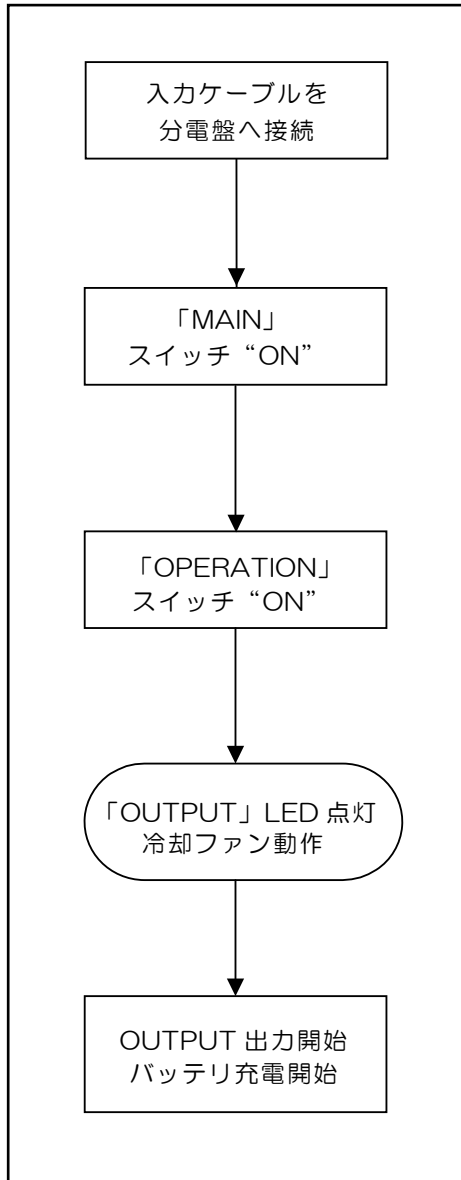 入力ケーブルを
分電盤へ接続
「MAIN」
スイッチ“ON”
「OPERATION」
スイッチ“ON”
「OUTPUT」LED 点灯
冷却ファン動作
OUTPUT 出力開始
バッテリ充電開始